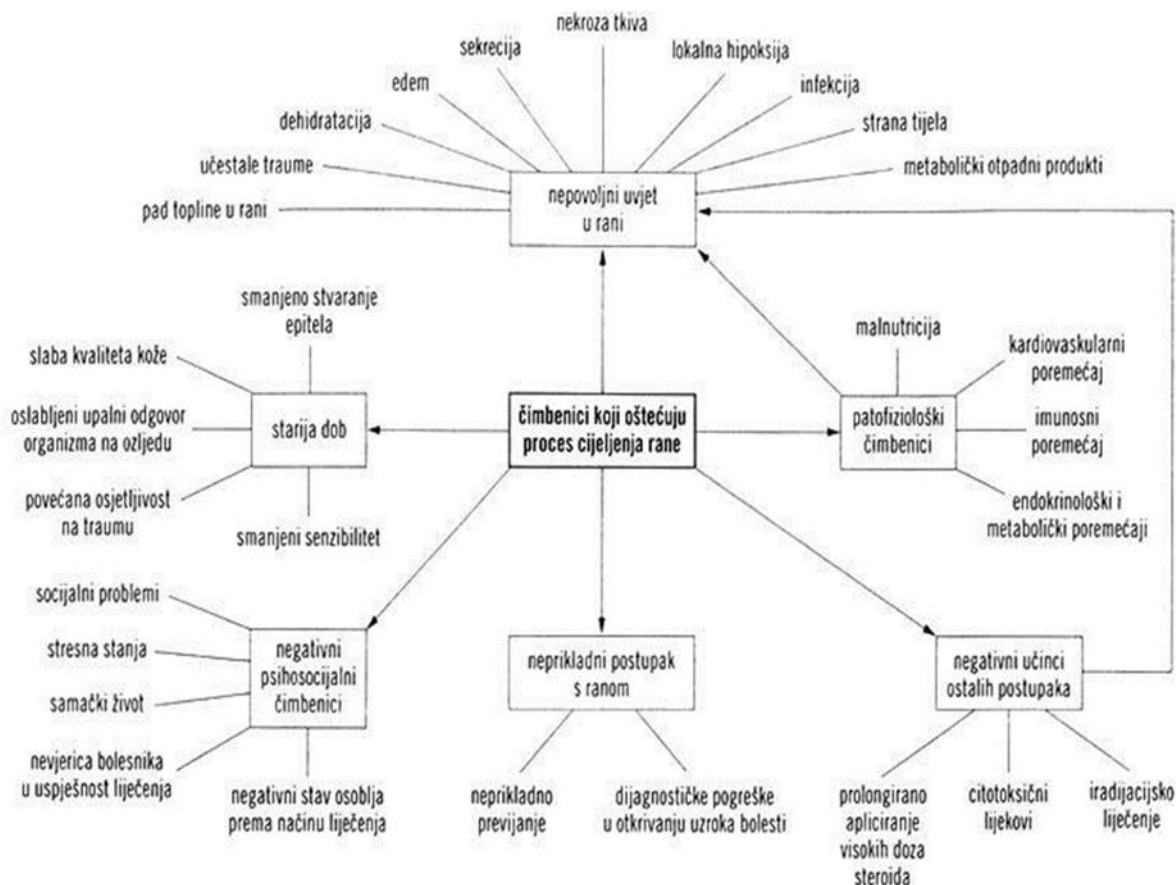 nekroza tkiva
sekrecija
lokalna hipoksija
edem
infekcija
dehidratacija
strana tijela
učestale traume
metabolički otpadni produkti
pad topline u rani
nepovoljni uvjet
u rani
smanjeno stvaranje
epitela
slaba kvaliteta kože
oslabljeni upalni odgovor
organizma na ozljedu
starija dob
povećana osjetljivost
na traumu
smanjeni senzibilitet
čimbenici koji oštećuju
proces cijeljenja rane
malnutricija
kardiovaskularni
poremećaj
patofiziološki
čimbenici
imunosni
poremećaj
endokrinološki i
metabolički poremećaji
socijalni problemi
stresna stanja
samački život
nevjerica bolesnika
u uspješnost liječenja
negativni
psihosocijalni
čimbenici
negativni stav osoblja
prema načinu liječenja
neprikladni postupak
s ranom
neprikladno
previjanje
dijagnostičke pogreške
u otkrivanju uzroka bolesti
negativni učinci
ostalih postupaka
prolongirano
apliciranje
visokih doza
steroida
citotoksični
lijekovi
iradijacijsko
liječenje